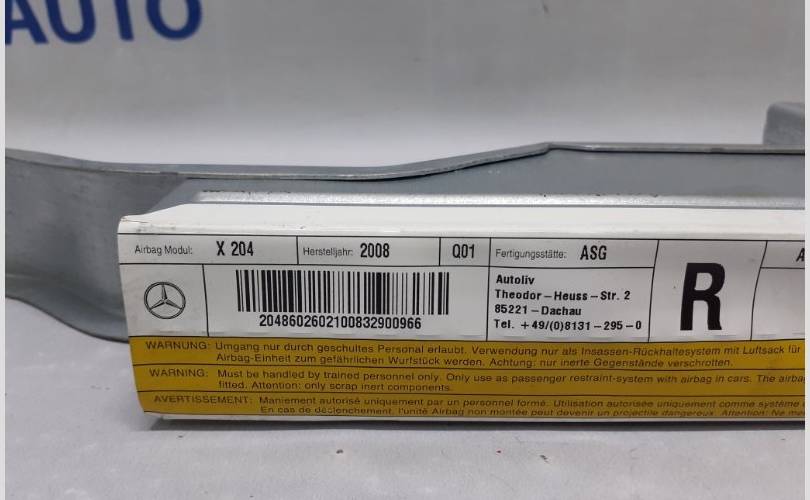 AUTO
Airbag Modul: X 204 Herstelljahr: 2008 Q01 Fertigungsstätte: ASG
Autoliv
Theodor-Heuss-Str. 2
85221-Dachau
Tel. +49/(0)8131-295-0
R
2048602602100832900966
WARNUNG: Umgang nur durch geschultes Personal erlaubt. Verwendung nur als Insassen-Rückhaltesystem mit Luftsack für
Airbag-Einheit zum gefährlichen Wurfstück werden. Achtung: nur inerte Gegenstände verschrotten.
WARNING: Must be handled by trained personnel only. Only use as passenger restraint-system with airbag in cars. The airbag
fitted. Attention: only scrap inert components.
AVERTISSEMENT: Maniement autorisé uniquement par un personnel formé. Utilisation autorisée uniquement comme système
En cas de déclenchement, l'unité Airbag non montée peut devenir un projectile dangereux. Attention: Ne